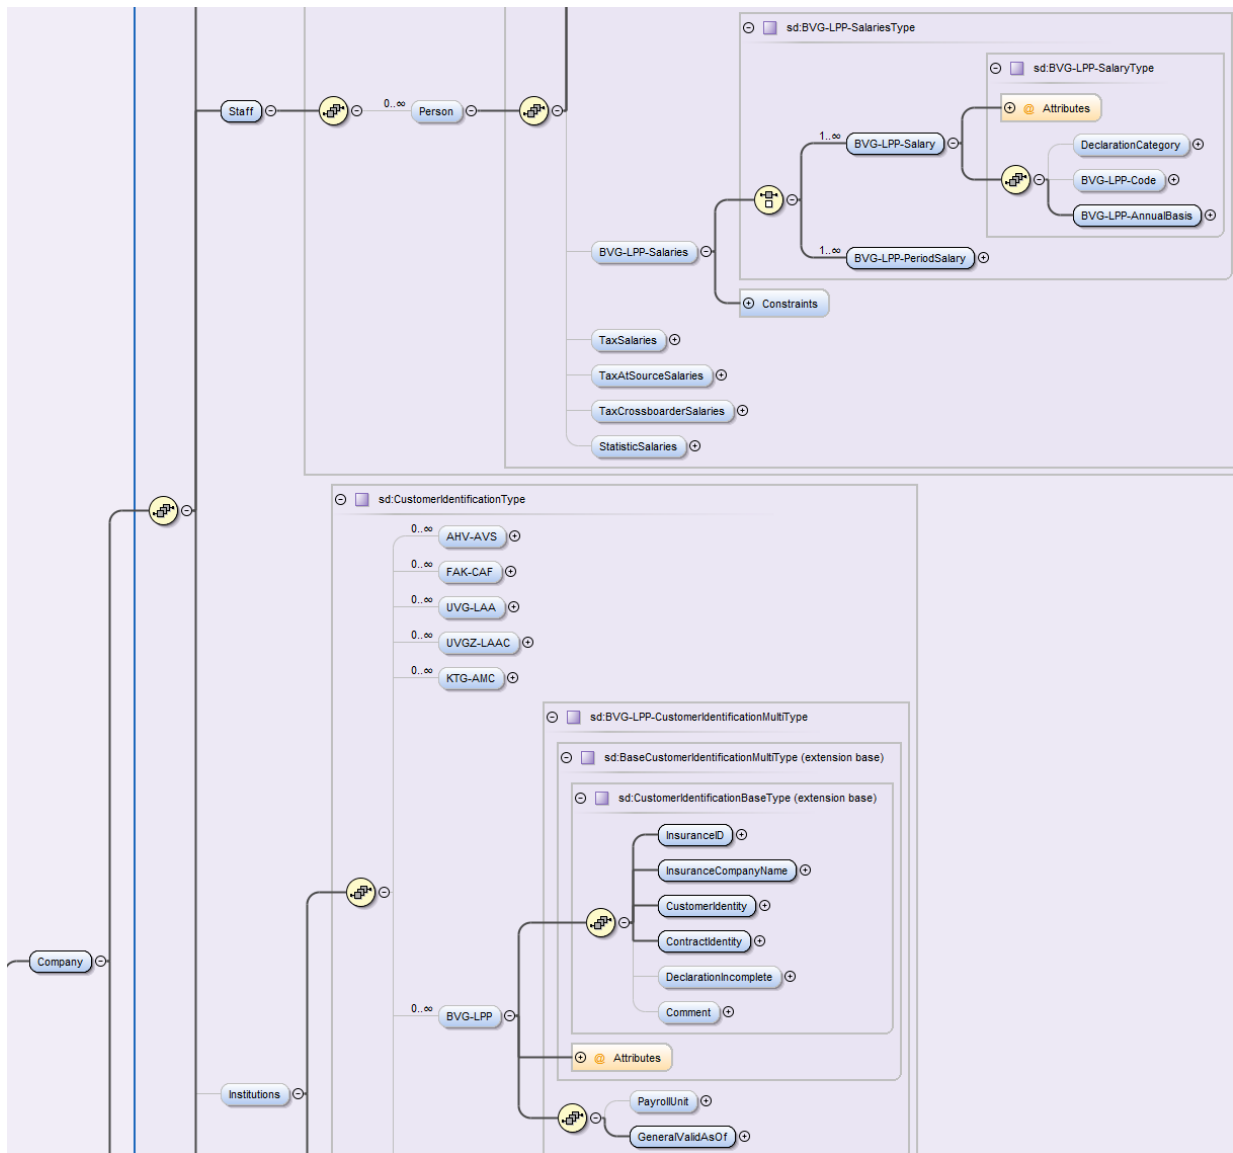 sd:BVG-LPP-SalariesType
sd:BVG-LPP-SalaryType
Attributes
Staff
0..∞
Person
1..∞
BVG-LPP-Salary
DeclarationCategory
BVG-LPP-Code
BVG-LPP-AnnualBasis
BVG-LPP-Salaries
1..∞
BVG-LPP-PeriodSalary
Constraints
TaxSalaries
TaxAtSourceSalaries
TaxCrossboarderSalaries
StatisticSalaries
sd:CustomerIdentificationType
0..∞
AHV-AVS
0..∞
FAK-CAF
0..∞
UVG-LAA
0..∞
UVGZ-LAAC
0..∞
KTG-AMC
sd:BVG-LPP-CustomerIdentificationMultiType
sd:BaseCustomerIdentificationMultiType (extension base)
sd:CustomerIdentificationBaseType (extension base)
InsuranceID
InsuranceCompanyName
CustomerIdentity
ContractIdentity
Company
DeclarationIncomplete
0..∞
BVG-LPP
Comment
@ Attributes
Institutions
PayrollUnit
GeneralValidAsOf